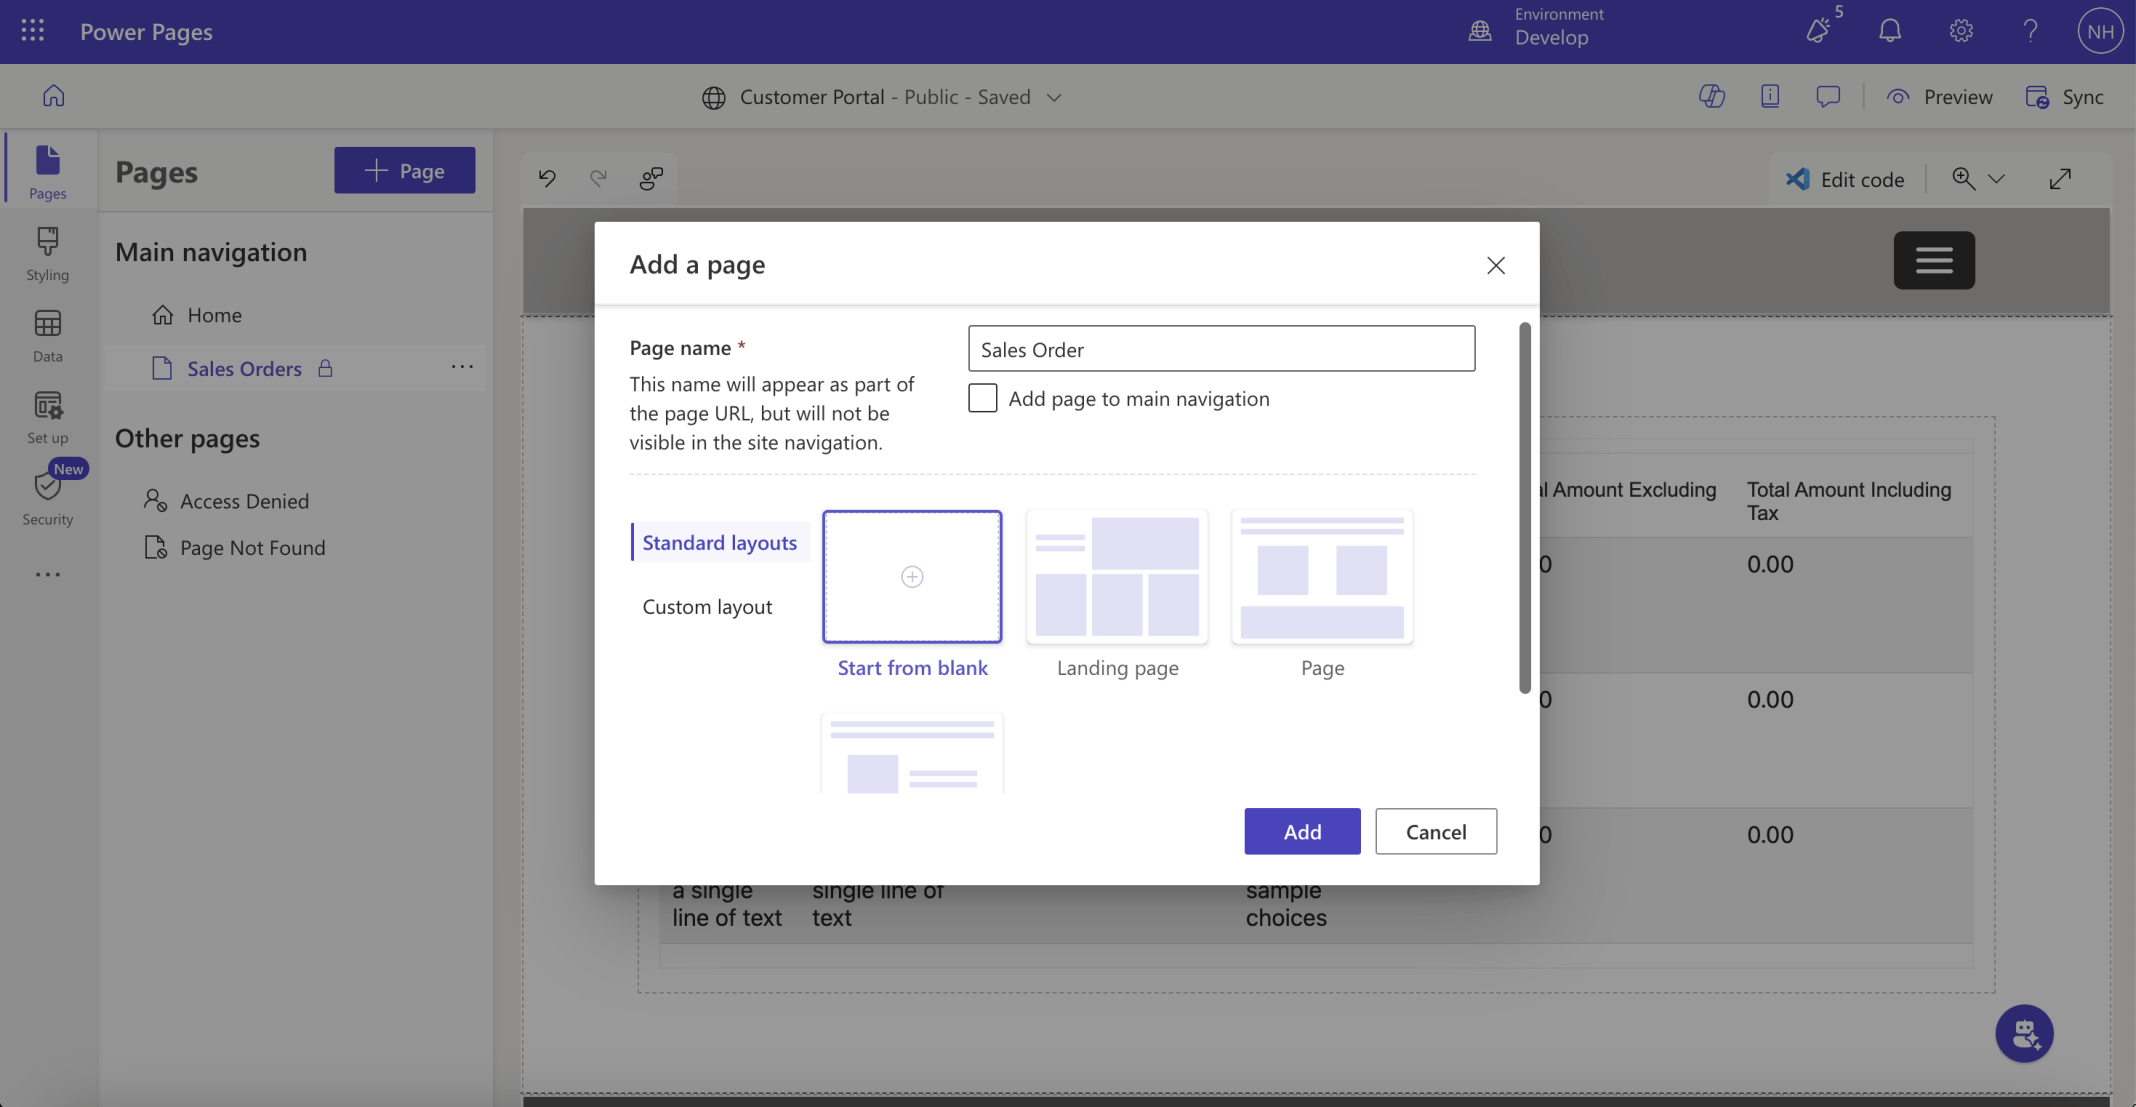 Power Pages
Environment
Develop
5
NH
Customer Portal - Public - Saved
Preview
Sync
Pages
Styling
Data
Set up
New
Security
Pages
Page
Main navigation
Home
Sales Orders
Other pages
Access Denied
Page Not Found
Edit code
Add a page
Page name *
This name will appear as part of
the page URL, but will not be
visible in the site navigation.
Sales Order
Add page to main navigation
Standard layouts
Custom layout
Start from blank
Landing page
Page
Add
Cancel
Amount Excluding
Total Amount Including
Tax
0.00
0.00
0.00
a single
line of text
single line of
text
sample
choices